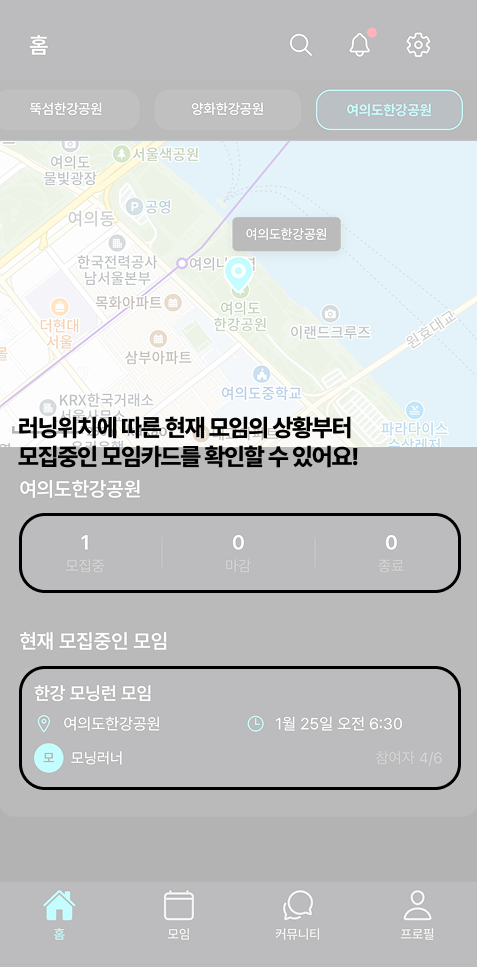 홈
뚝섬한강공원
양화한강공원
여의도한강공원
여의도
물빛광장
서울색공원
여의동
공영
여의도한강공원
한국전력공사
남서울본부
여의나
역
목화아파트
여의도
한강공원
더현대
서울
이랜드크루즈
원효대교
삼부아파트
여의도중학교
KRX한국거래소
서울사무소
파라다이스
수상레저
러닝위치에 따른 현재 모임의 상황부터
모집중인 모임카드를 확인할 수 있어요!
여의도한강공원
1
0
0
모집중
마감
종료
현재 모집중인 모임
한강 모닝런 모임
여의도한강공원
1월 25일 오전 6:30
모
모닝러너
참여자 4/6
홈
모임
커뮤니티
프로필